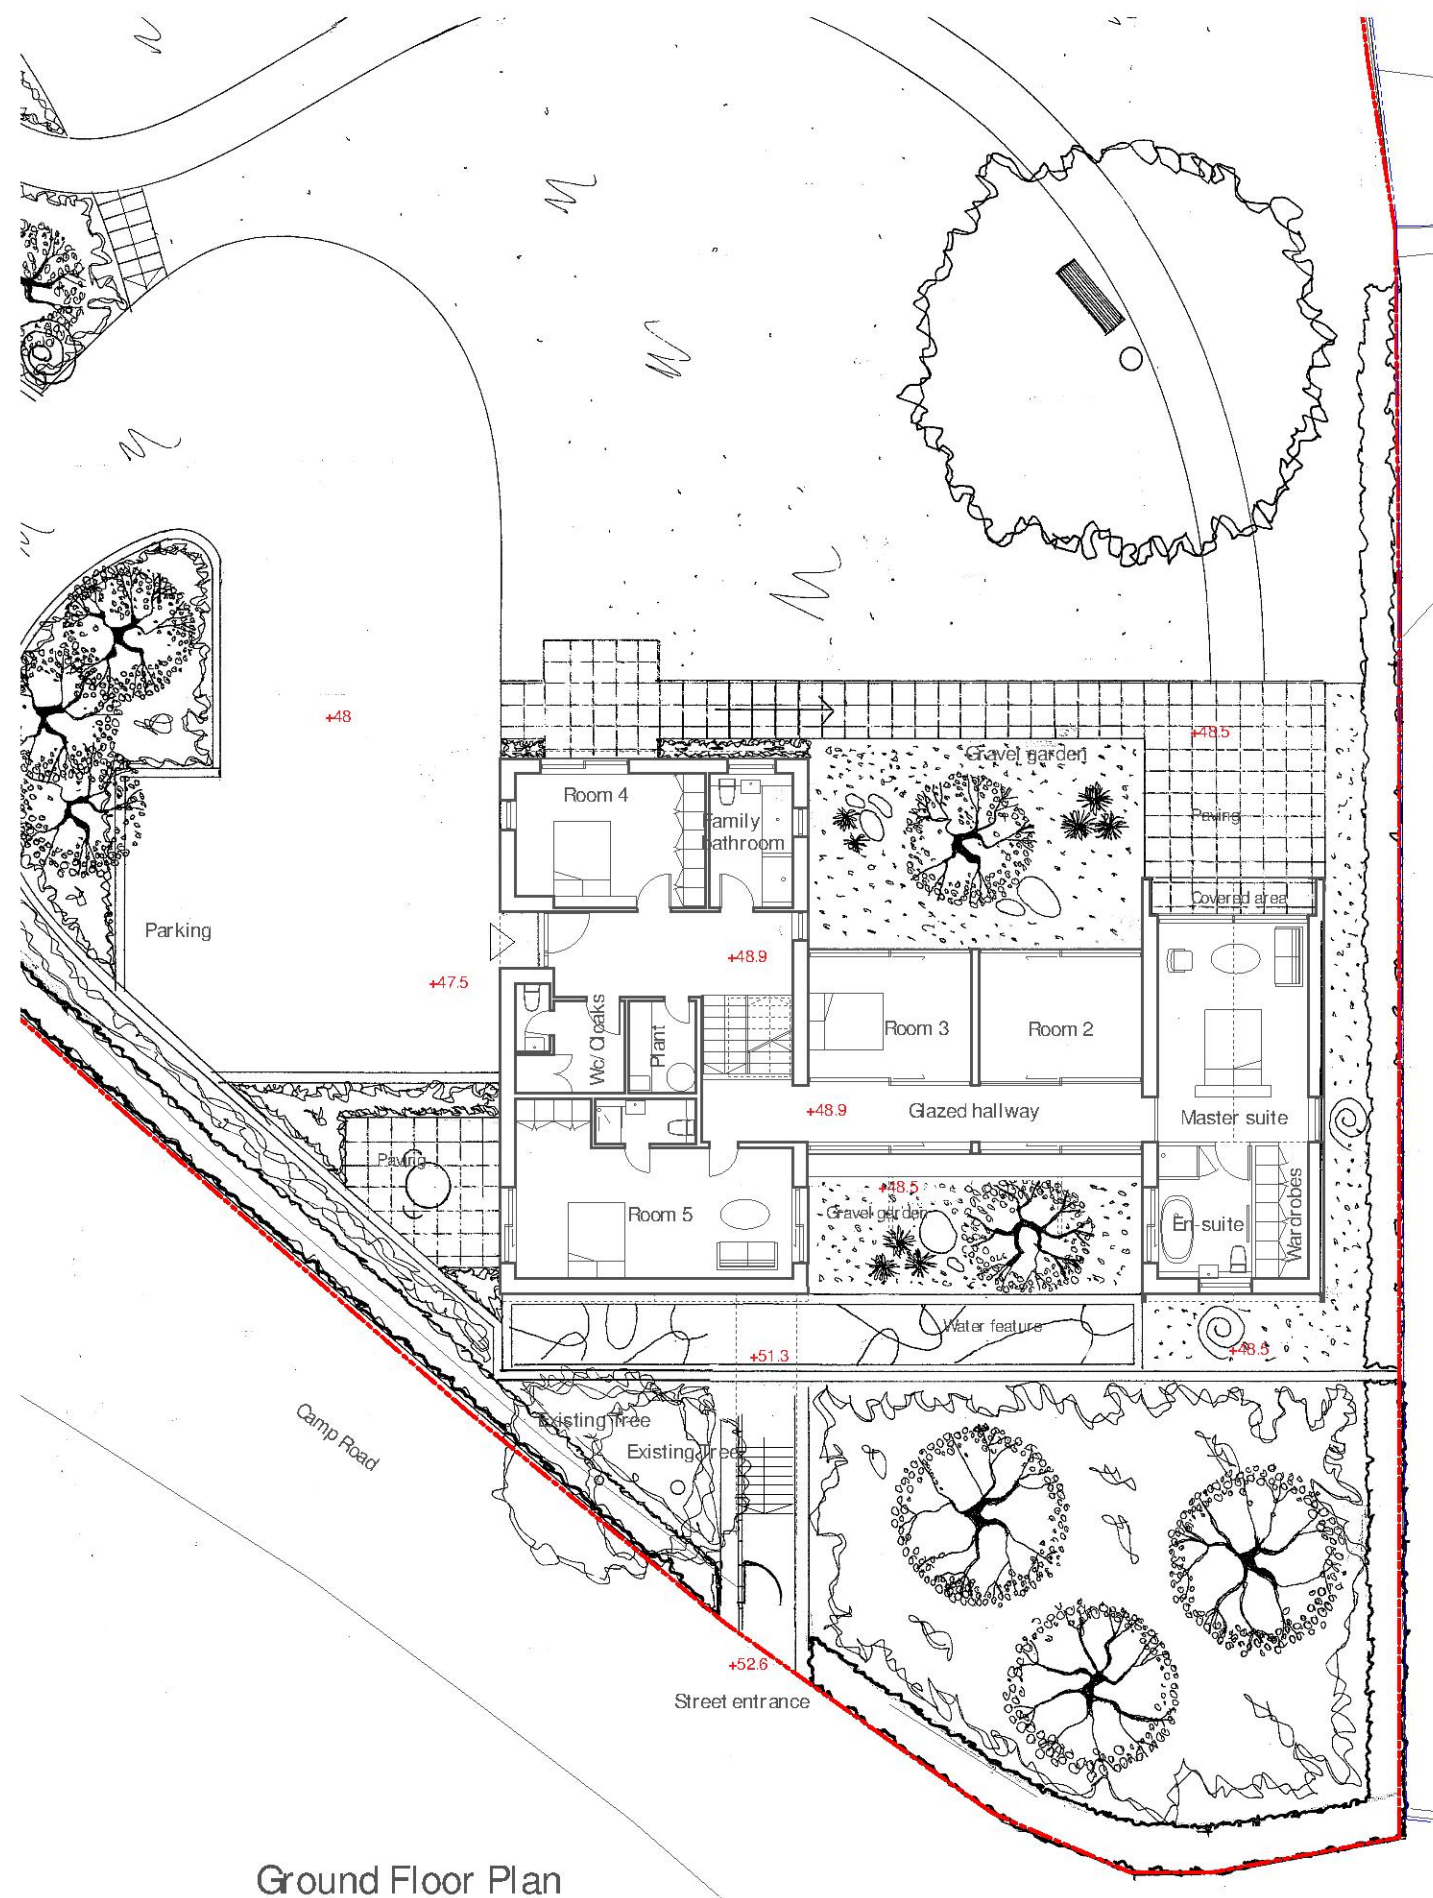 +48
+48.5
Gravel garden
Room 4
Family
bathroom
Paving
Covered area
Parking
+48.9
+47.5
Wc/ Cloaks
Plant
Room 3
Room 2
+48.9
Glazed hallway
Master suite
Paving
+48.5
Gravel garden
Room 5
En-suite
Wardrobes
Water feature
+51.3
+48.5
Camp Road
Existing Tree
Existing Tree
+52.6
Street entrance
Ground Floor Plan